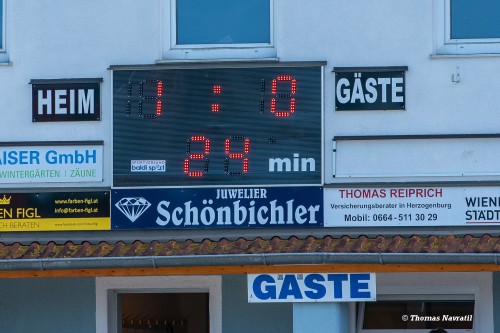 HEIM
1 : 0
GÄSTE
24 min
baldi sport
AISER GmbH
WINTERGÄRTEN | ZÄUNE
JUWELIER
Schönbichler
THOMAS REIPRICH
Versicherungsberater in Herzogenburg
Mobil: 0664-511 30 29
WIENE
STÄDT
FIGL
www.farben-figl.at
info@farben-figl.at
BERATEN
GÄSTE
© Thomas Navratil